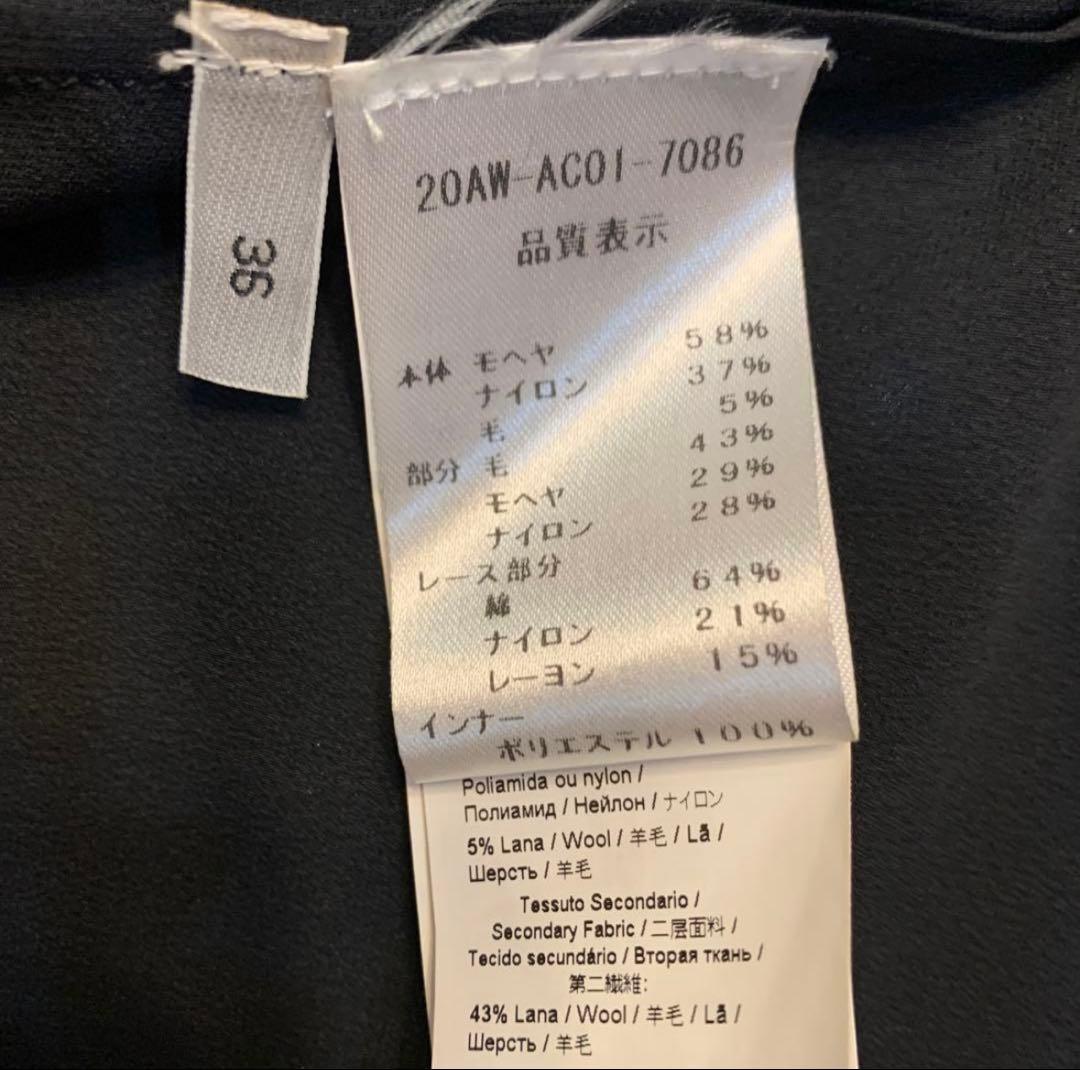 36
20AW-AC01-7086
品質表示
本体 モヘヤ 58%
ナイロン 37%
毛 5%
部分 毛 43%
モヘヤ 29%
ナイロン 28%
レース部分
綿 64%
ナイロン 21%
レーヨン 15%
インナー
ポリエステル 100%
Poliamida ou nylon /
Полиамид / Нейлон / ナイロン
5% Lana / Wool / 羊毛 / Lã /
Шерсть / 羊毛
Tessuto Secondario /
Secondary Fabric / 二层面料 /
Tecido secundário / Вторая ткань /
第二繊維:
43% Lana / Wool / 羊毛 / Lã /
Шерсть / 羊毛